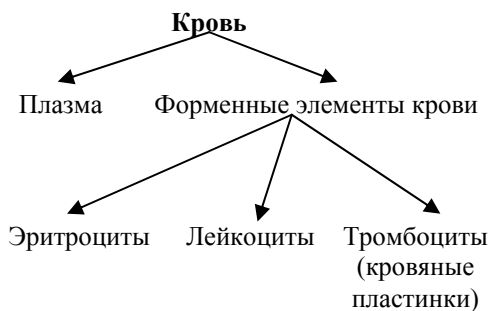 Кровь
Плазма Форменные элементы крови
Эритроциты Лейкоциты Тромбоциты
(кровяные
пластинки)